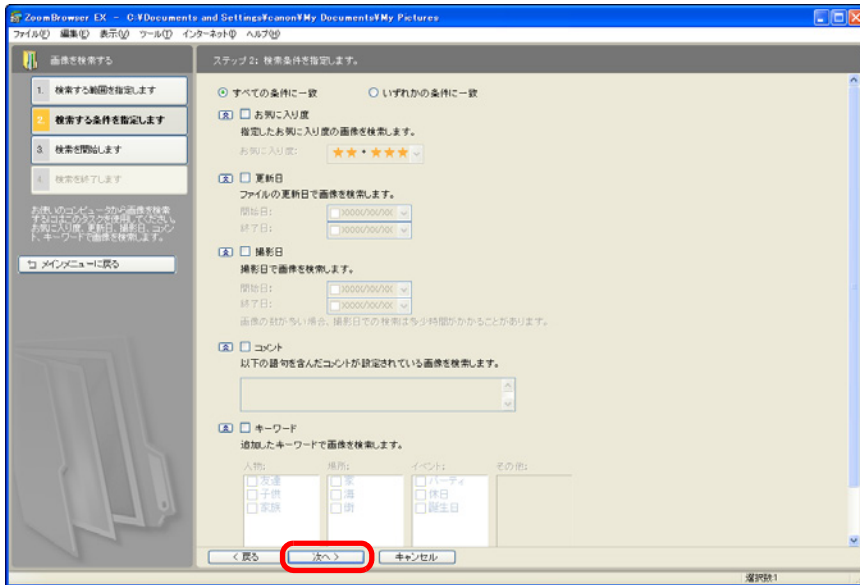 ZoomBrowser EX - C:¥Documents and Settings¥canon¥My Documents¥My Pictures
ファイル(F) 編集(E) 表示(V) ツール(T) インターネット(I) ヘルプ(H)
画像を検索する
1. 検索する範囲を指定します
2. 検索する条件を指定します
3. 検索を開始します
4. 検索を終了します
お使いのコンピュータから画像を検索
するにはこのタスクを使用してください。
お気に入り度、更新日、撮影日、コメン
ト、キーワードで画像を検索します。
メインメニューに戻る
ステップ2: 検索条件を指定します。
すべての条件に一致 いずれかの条件に一致
お気に入り度
指定したお気に入り度の画像を検索します。
お気に入り度: ★★・★★★
更新日
ファイルの更新日で画像を検索します。
開始日: XXXX/XX/XX
終了日: XXXX/XX/XX
撮影日
撮影日で画像を検索します。
開始日: XXXX/XX/XX
終了日: XXXX/XX/XX
画像の数が多い場合、撮影日での検索は多少時間がかかることがあります。
コメント
以下の語句を含んだコメントが設定されている画像を検索します。
キーワード
追加したキーワードで画像を検索します。
人物: 場所: イベント: その他:
友達 家 パーティ
子供 海 休日
家族 街 誕生日
< 戻る 次へ > キャンセル
選択数:1